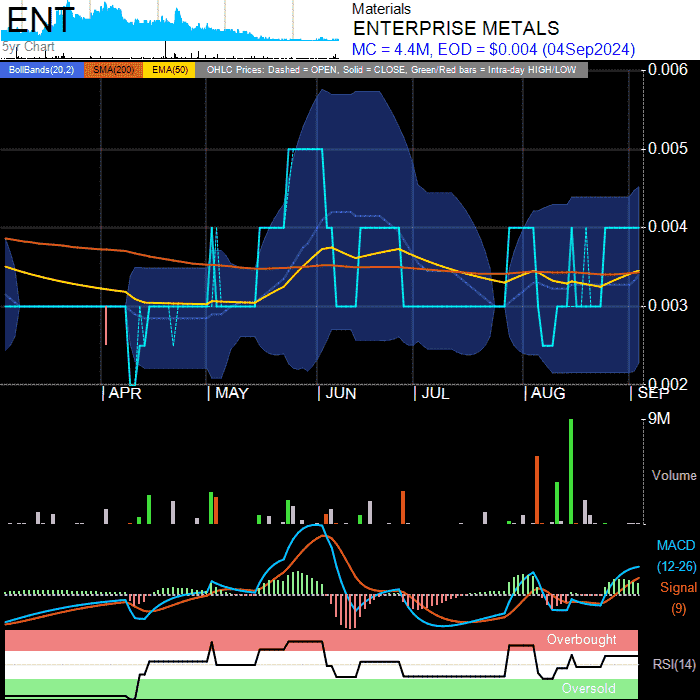 ENT
5yr Chart
Materials
ENTERPRISE METALS
MC = 4.4M, EOD = $0.004 (04Sep2024)
BollBands(20,2) SMA(200) EMA(50) OHLC Prices: Dashed = OPEN, Solid = CLOSE, Green/Red bars = Intra-day HIGH/LOW
0.006
0.005
0.004
0.003
0.002
APR MAY JUN JUL AUG SEP
9M
Volume
MACD
(12-26)
Signal
(9)
Overbought
RSI(14)
Oversold